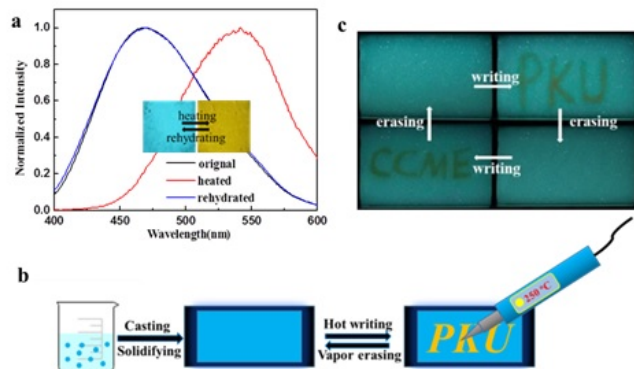 a
Normalized Intensity
1.0
0.8
0.6
0.4
0.2
0.0
heating
rehydrating
orignal
heated
rehydrated
400
450
500
550
600
Wavelength(nm)
c
writing
PKU
erasing
erasing
CCME
writing
b
Casting
Solidifying
Hot writing
Vapor erasing
PKU
250 °C